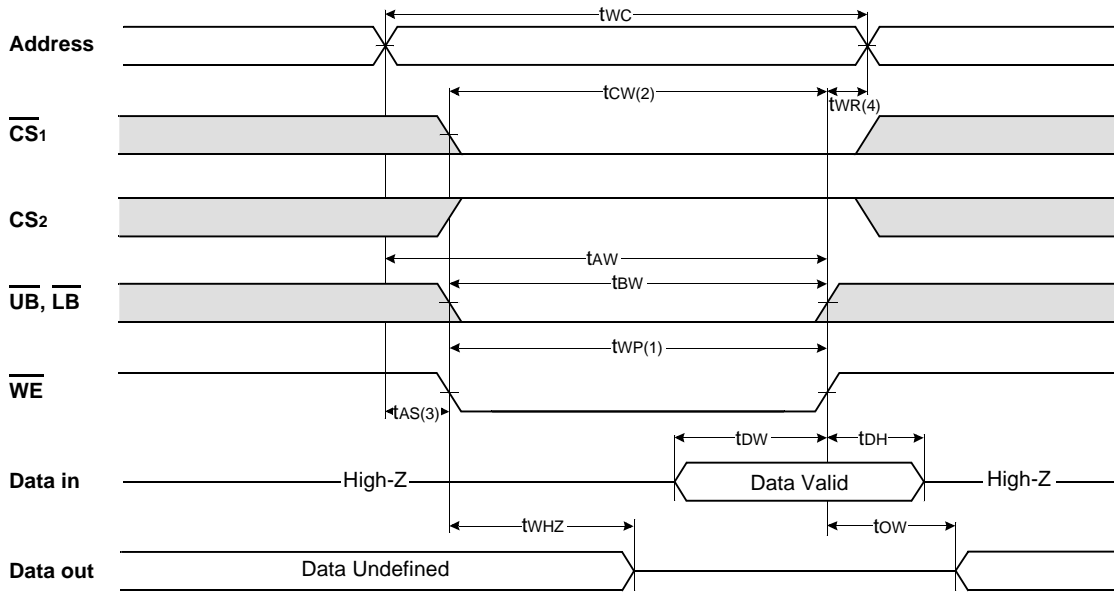 tWC
Address
tCW(2)
tWR(4)
CS1
CS2
tAW
tBW
UB, LB
tWP(1)
WE
tAS(3)
tDW
tDH
Data in
High-Z
Data Valid
High-Z
tWHZ
tOW
Data out
Data Undefined